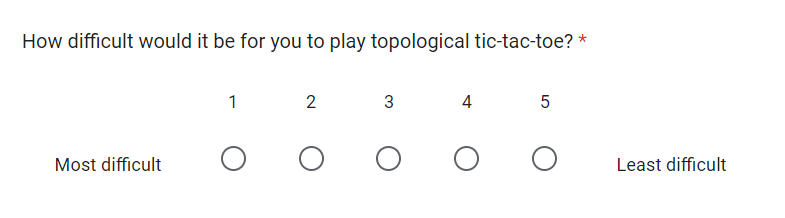 How difficult would it be for you to play topological tic-tac-toe? *
1 2 3 4 5
Most difficult Least difficult